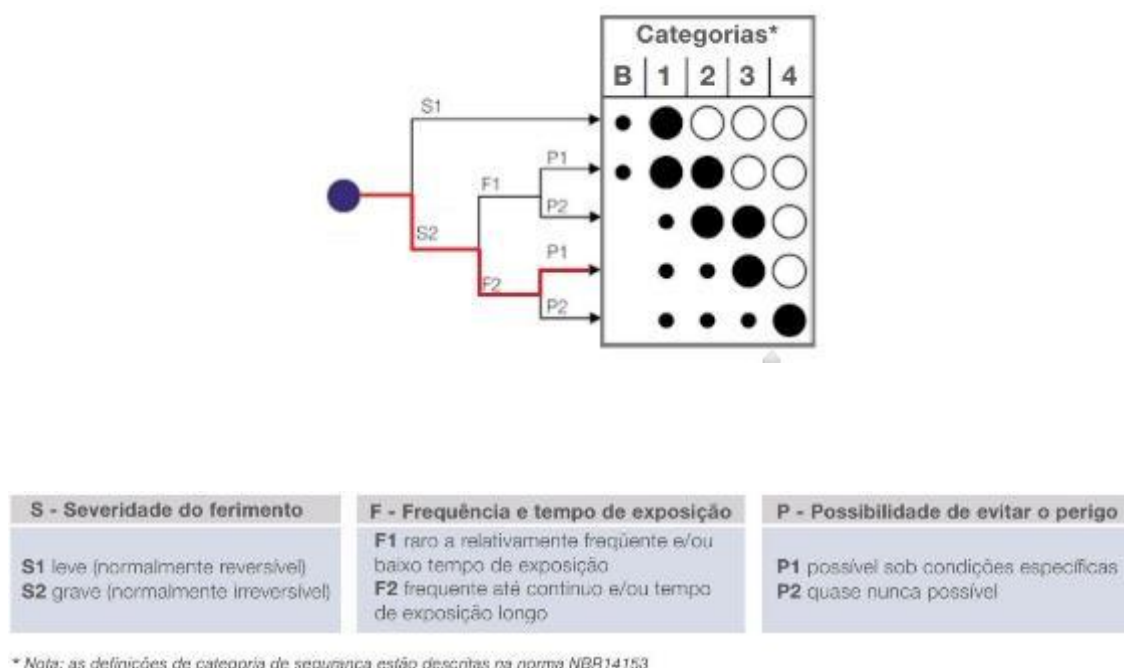 Categorias*
B 1 2 3 4
S1
P1
F1
P2
S2
P1
F2
P2
S - Severidade do ferimento
S1 leve (normalmente reversível)
S2 grave (normalmente irreversível)
F - Frequência e tempo de exposição
F1 raro a relativamente freqüente e/ou
baixo tempo de exposição
F2 frequente até continuo e/ou tempo
de exposição longo
P - Possibilidade de evitar o perigo
P1 possível sob condições específicas
P2 quase nunca possível
* Nota: as definições de categoria de segurança estão descritas na norma NBR14153